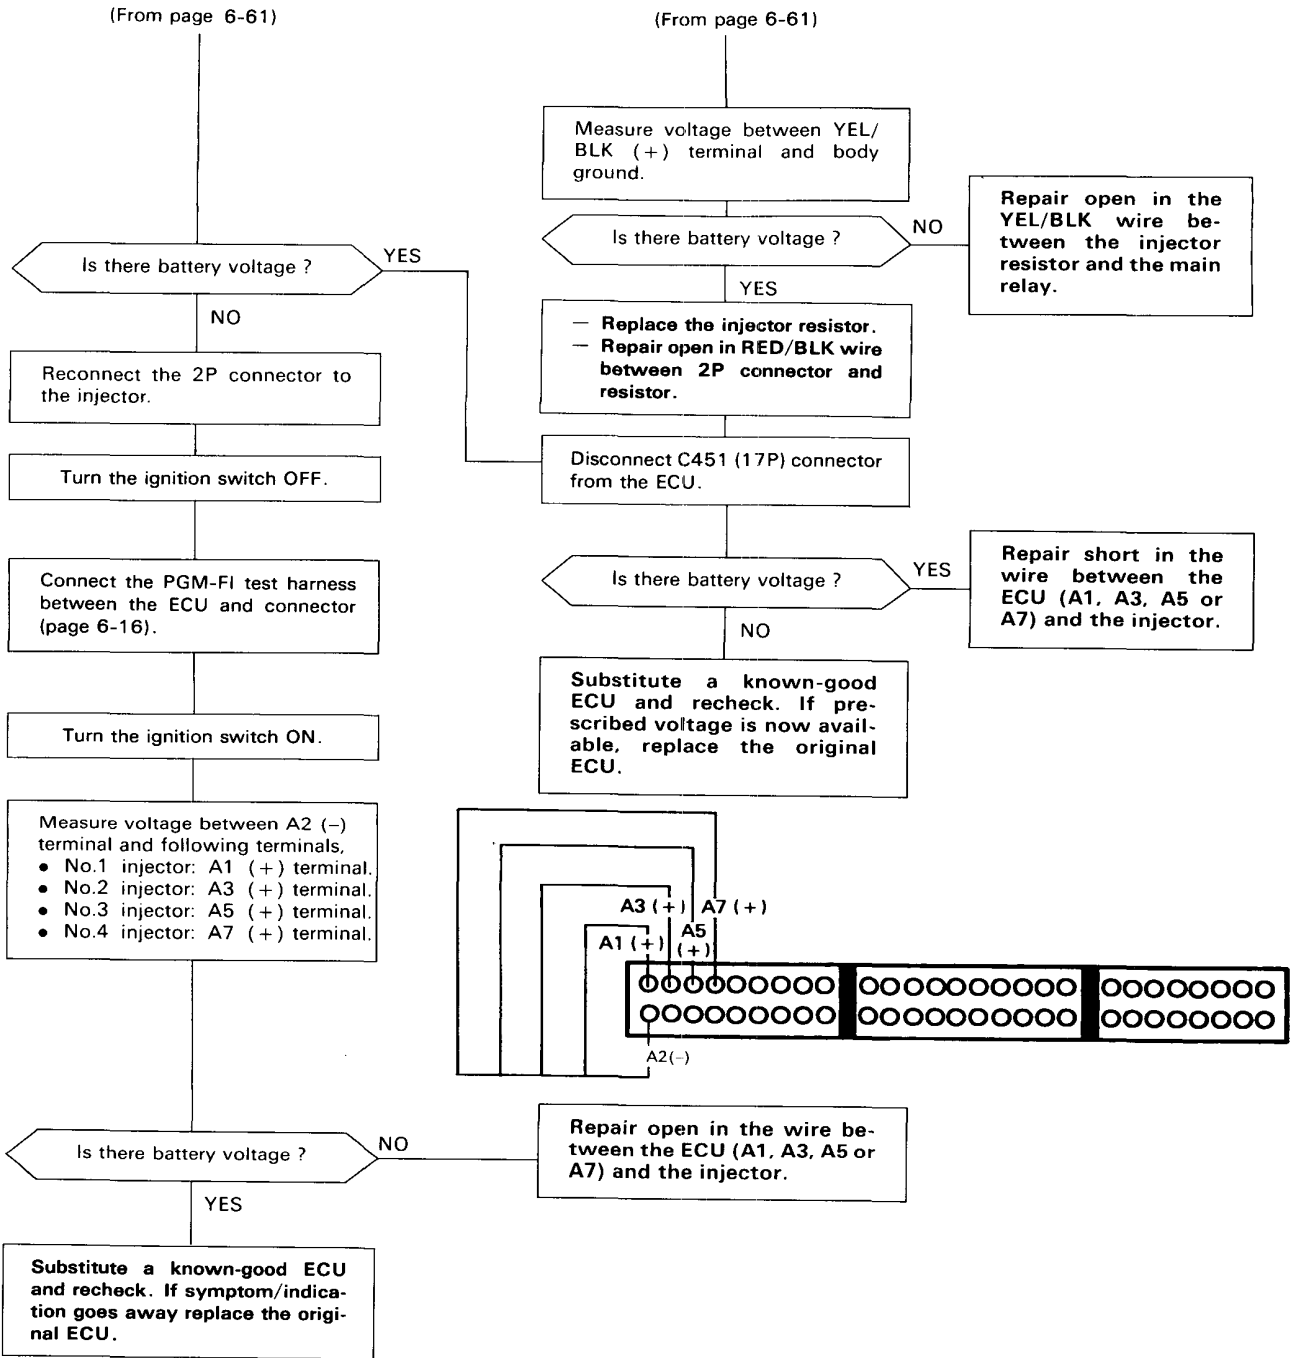 (From page 6-61)
Is there battery voltage ?
YES
NO
Reconnect the 2P connector to
the injector.
Turn the ignition switch OFF.
Connect the PGM-FI test harness
between the ECU and connector
(page 6-16).
Turn the ignition switch ON.
Measure voltage between A2 (−)
terminal and following terminals,
● No.1 injector: A1 (+) terminal.
● No.2 injector: A3 (+) terminal.
● No.3 injector: A5 (+) terminal.
● No.4 injector: A7 (+) terminal.
Is there battery voltage ?
NO
Repair open in the wire be-
tween the ECU (A1, A3, A5 or
A7) and the injector.
YES
Substitute a known-good ECU
and recheck. If symptom/indica-
tion goes away replace the origi-
nal ECU.
(From page 6-61)
Measure voltage between YEL/
BLK (+) terminal and body
ground.
Is there battery voltage ?
NO
Repair open in the
YEL/BLK wire be-
tween the injector
resistor and the main
relay.
YES
— Replace the injector resistor.
— Repair open in RED/BLK wire
between 2P connector and
resistor.
Disconnect C451 (17P) connector
from the ECU.
Is there battery voltage ?
YES
Repair short in the
wire between the
ECU (A1, A3, A5 or
A7) and the injector.
NO
Substitute a known-good
ECU and recheck. If pre-
scribed voltage is now avail-
able, replace the original
ECU.
A3 (+) A7 (+)
A1 (+) A5
(+)
A2(−)